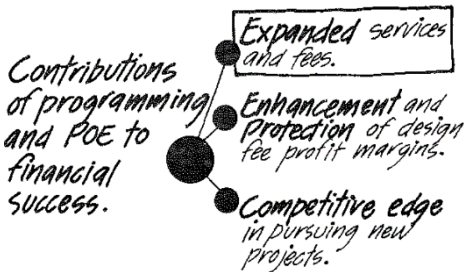 Contributions
of programming
and POE to
financial
success.
Expanded services
and fees.
Enhancement and
Protection of design
fee profit margins.
Competitive edge
in pursuing new
projects.